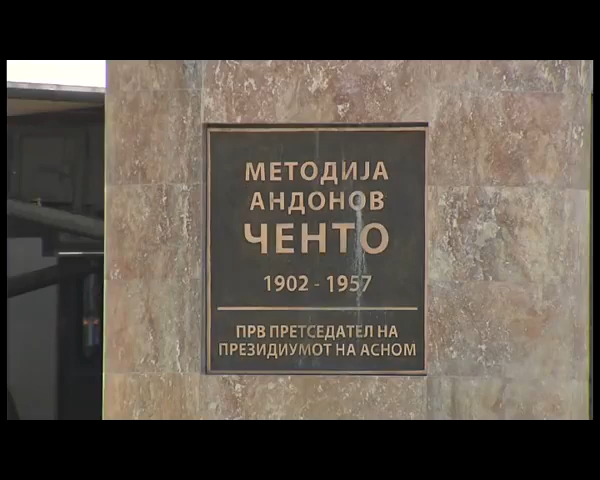 МЕТОДИЈА
АНДОНОВ
ЧЕНТО
1902 - 1957
ПРВ ПРЕТСЕДАТЕЛ НА
ПРЕЗИДИУМОТ НА АСНОМ